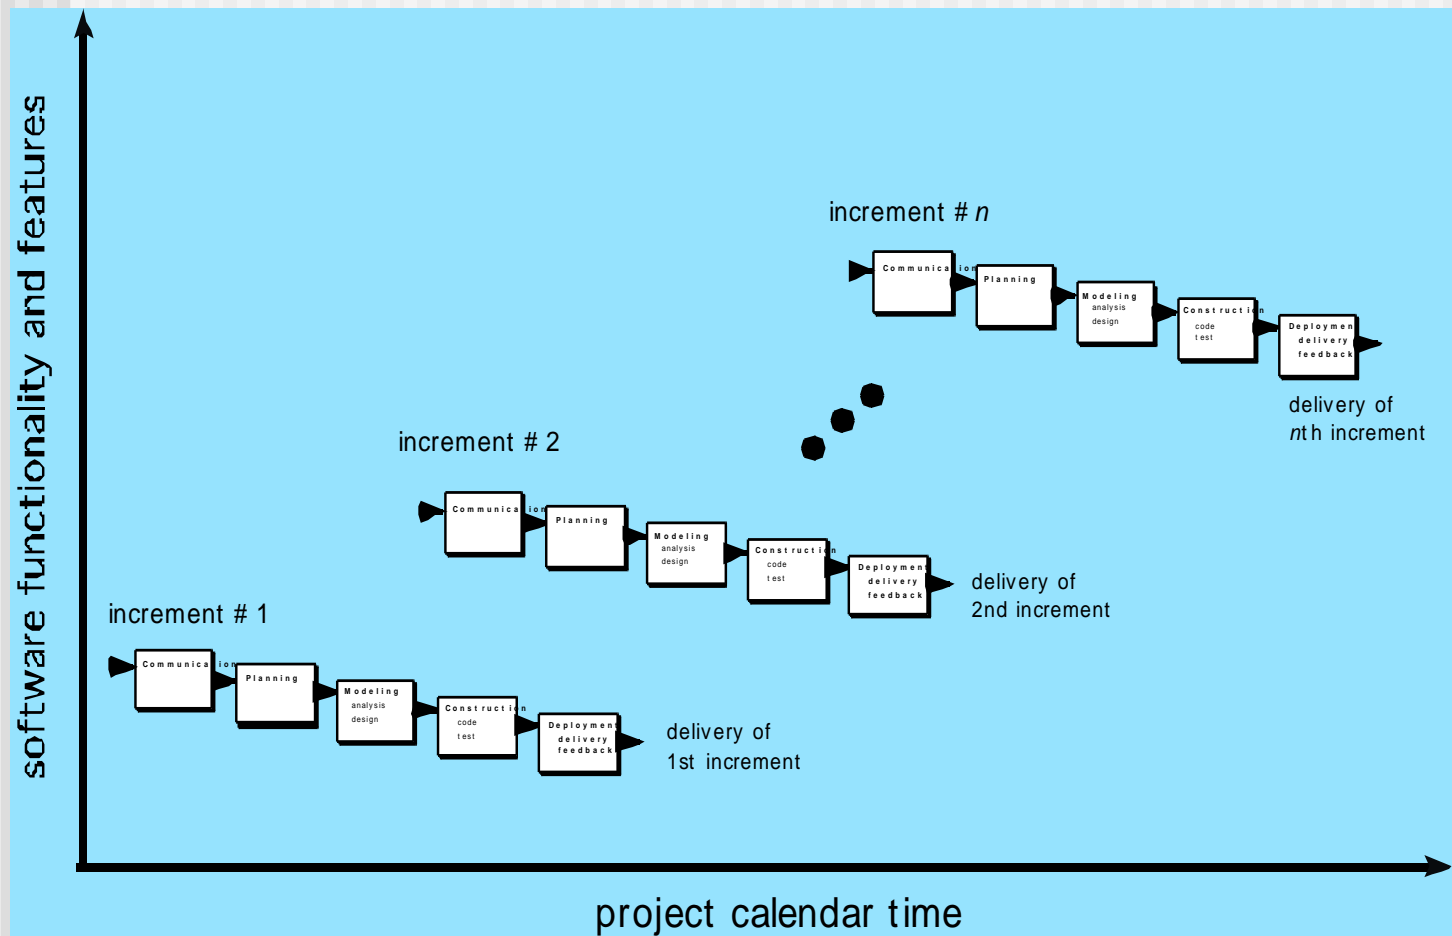 software functionality and features
increment # n
Communication
Planning
Modeling
analysis
design
Construction
code
test
Deployment
delivery
feedback
delivery of
nth increment
increment # 2
Communication
Planning
Modeling
analysis
design
Construction
code
test
Deployment
delivery
feedback
delivery of
2nd increment
increment # 1
Communication
Planning
Modeling
analysis
design
Construction
code
test
Deployment
delivery
feedback
delivery of
1st increment
project calendar time